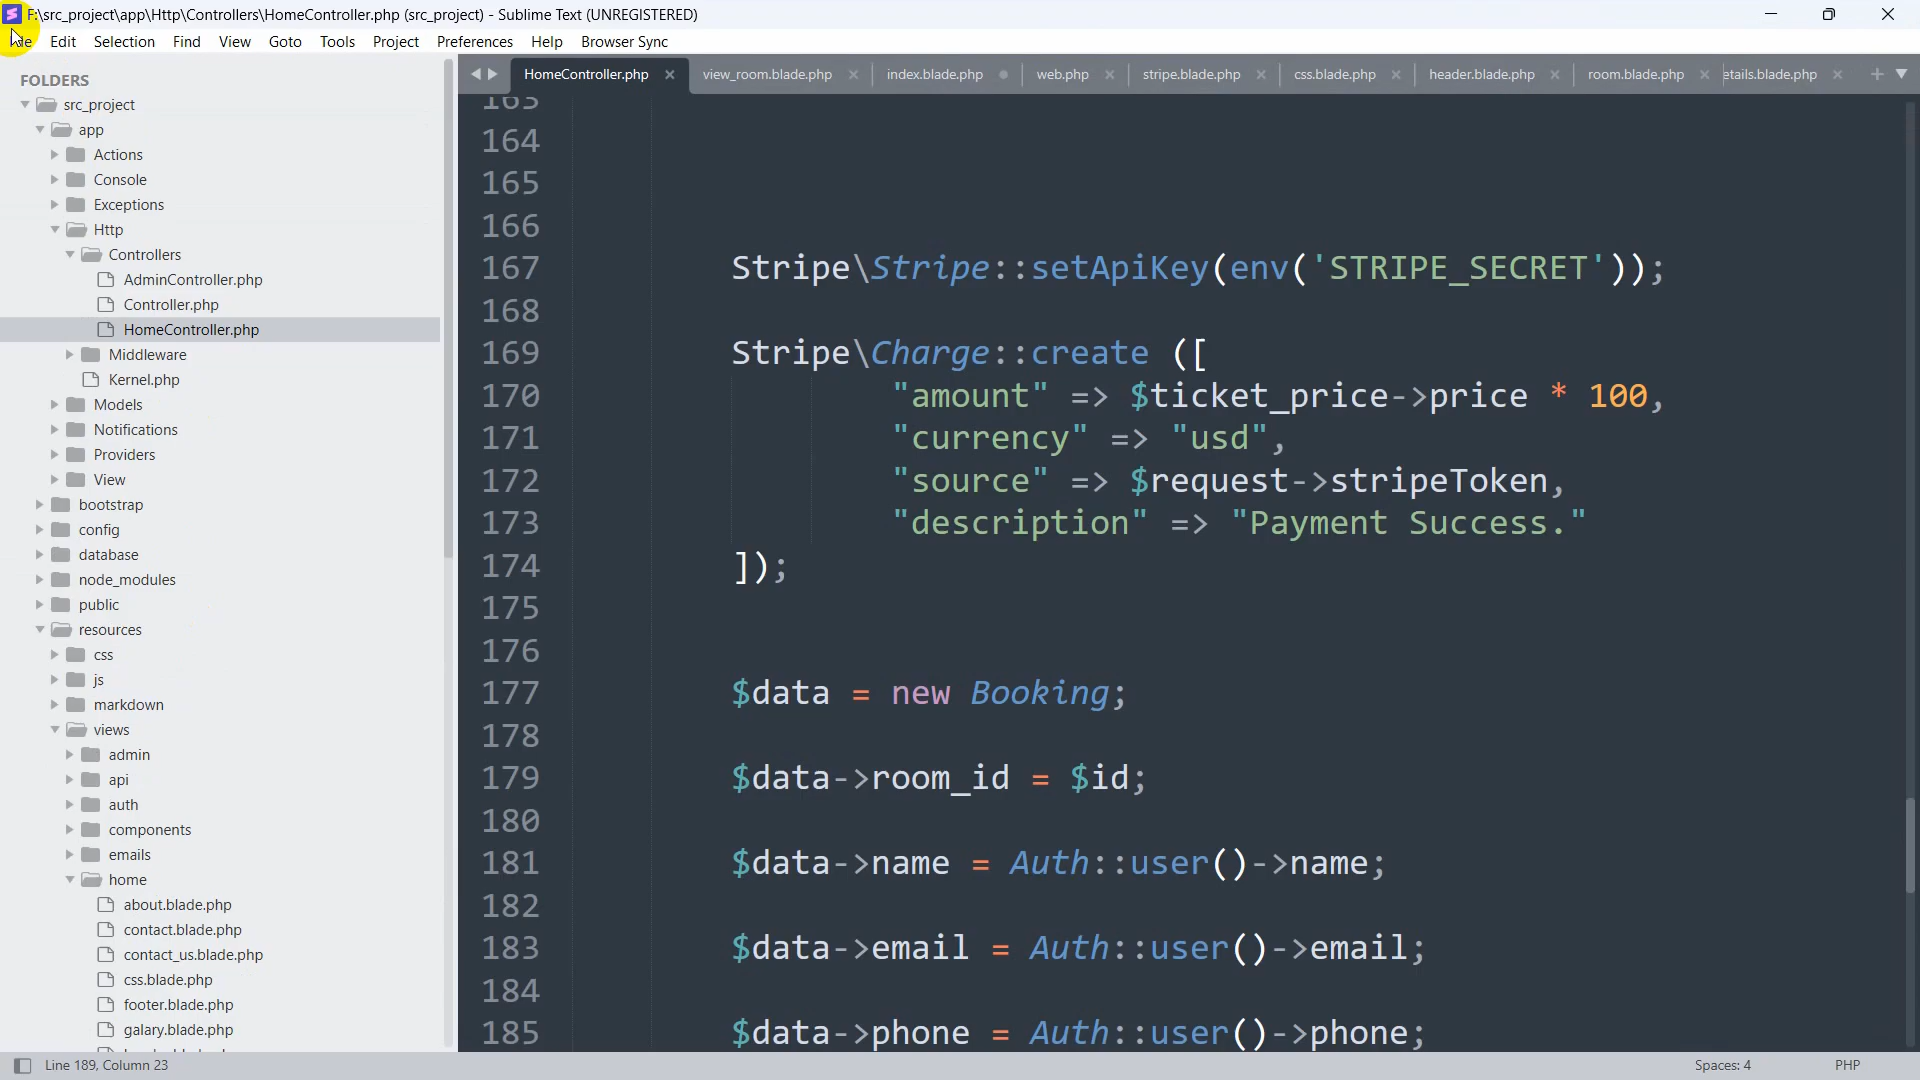 F:\src_project\app\Http\Controllers\HomeController.php (src_project) - Sublime Text (UNREGISTERED)
Edit Selection Find View Goto Tools Project Preferences Help Browser Sync
FOLDERS
src_project
app
Actions
Console
Exceptions
Http
Controllers
AdminController.php
Controller.php
HomeController.php
Middleware
Kernel.php
Models
Notifications
Providers
View
bootstrap
config
database
node_modules
public
resources
css
js
markdown
views
admin
api
auth
components
emails
home
about.blade.php
contact.blade.php
contact_us.blade.php
css.blade.php
footer.blade.php
galary.blade.php
HomeController.php view_room.blade.php index.blade.php web.php stripe.blade.php css.blade.php header.blade.php room.blade.php etails.blade.php
163
164
165
166
167 Stripe\Stripe::setApiKey(env('STRIPE_SECRET'));
168
169 Stripe\Charge::create ([
170 "amount" => $ticket_price->price * 100,
171 "currency" => "usd",
172 "source" => $request->stripeToken,
173 "description" => "Payment Success."
174 ]);
175
176
177 $data = new Booking;
178
179 $data->room_id = $id;
180
181 $data->name = Auth::user()->name;
182
183 $data->email = Auth::user()->email;
184
185 $data->phone = Auth::user()->phone;
Line 189, Column 23
Spaces: 4
PHP